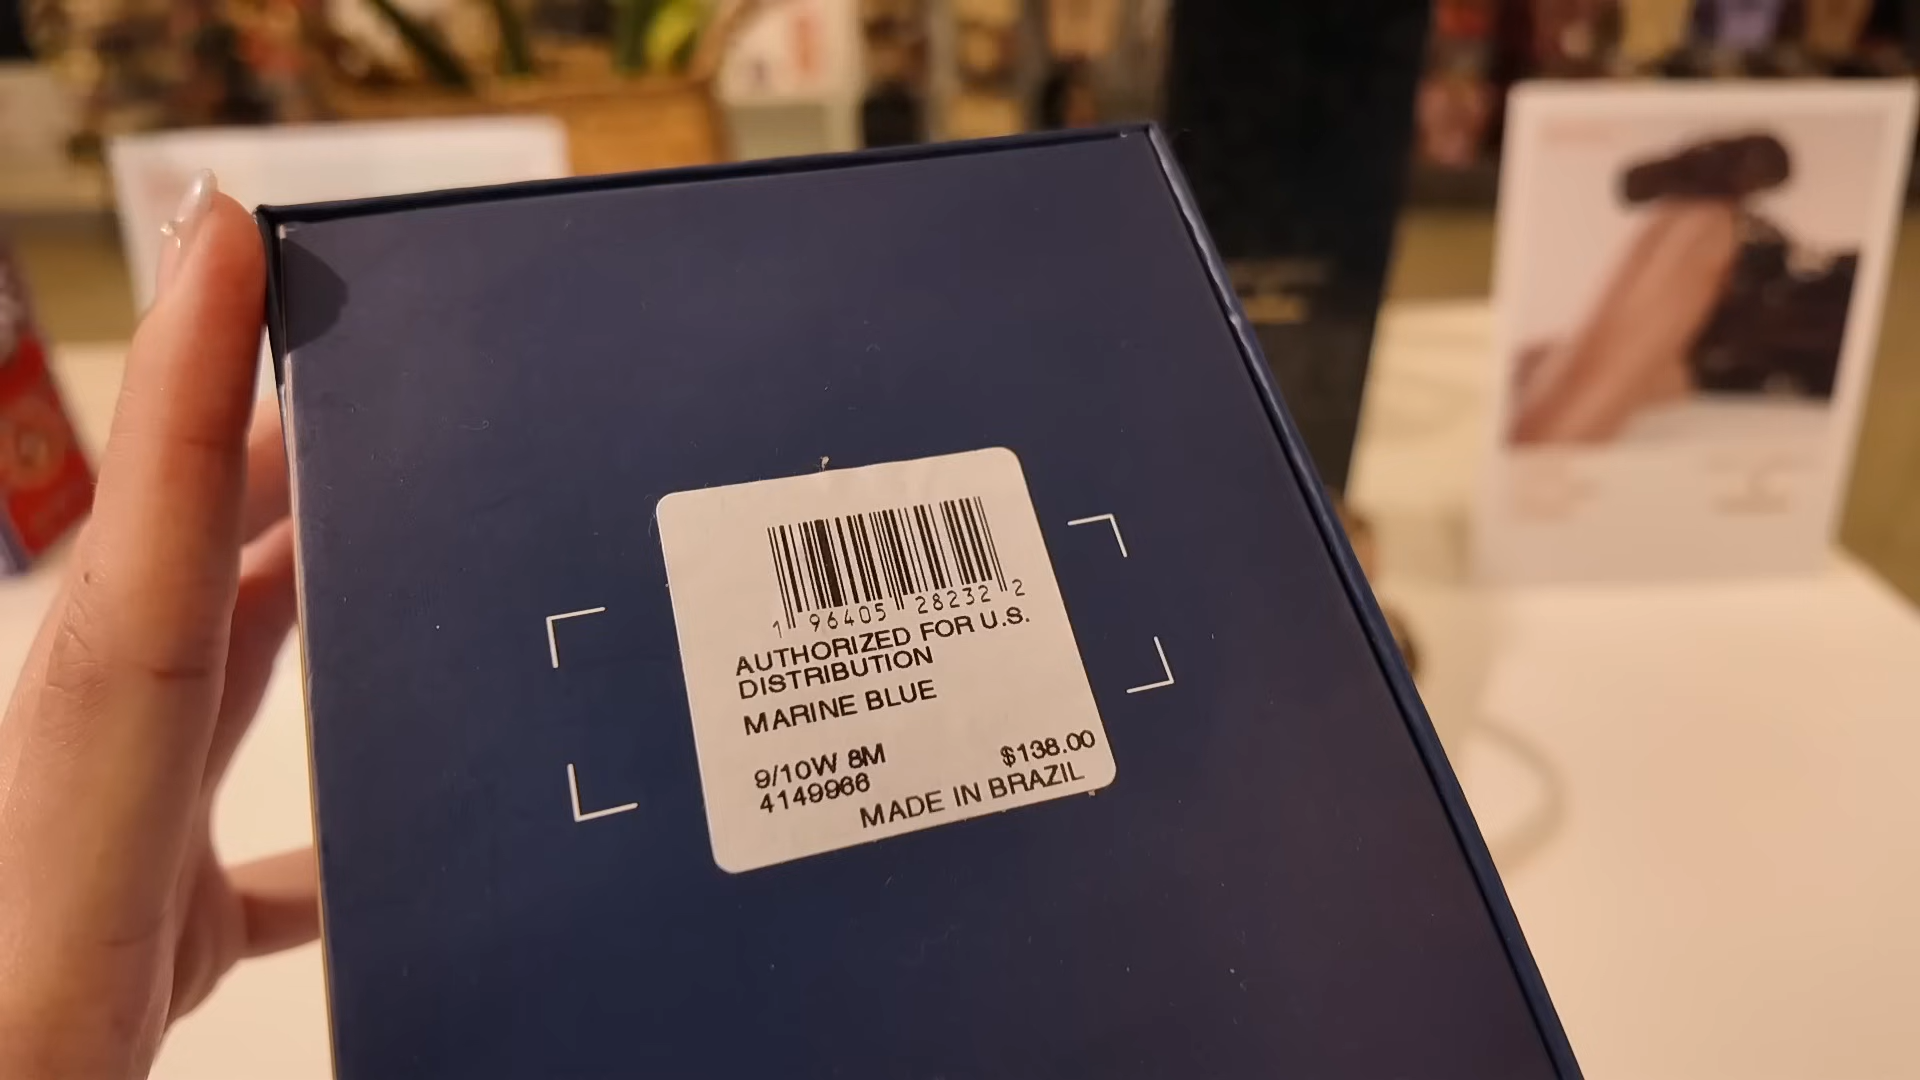 1 96405 28232 2
AUTHORIZED FOR U.S.
DISTRIBUTION
MARINE BLUE
9/10W 8M $138.00
4149966
MADE IN BRAZIL